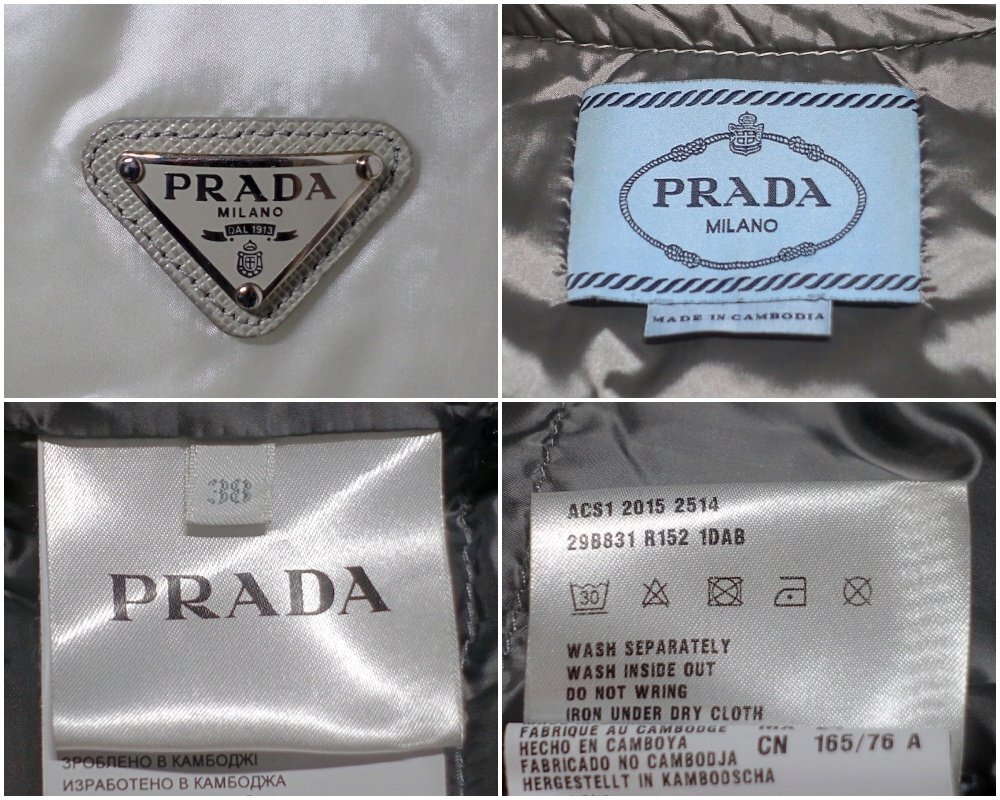 PRADA
MILANO
DAL 1913
PRADA
MILANO
MADE IN CAMBODIA
38
PRADA
ЗРОБЛЕНО В КАМБОДЖІ
ИЗРАБОТЕНО В КАМБОДЖА
ACS1 2015 2514
29B831 R152 1DAB
30
WASH SEPARATELY
WASH INSIDE OUT
DO NOT WRING
IRON UNDER DRY CLOTH
FABRIQUE AU CAMBODGE
HECHO EN CAMBOYA
CN 165/76 A
FABRICADO NO CAMBODJA
HERGESTELLT IN KAMBODSCHA